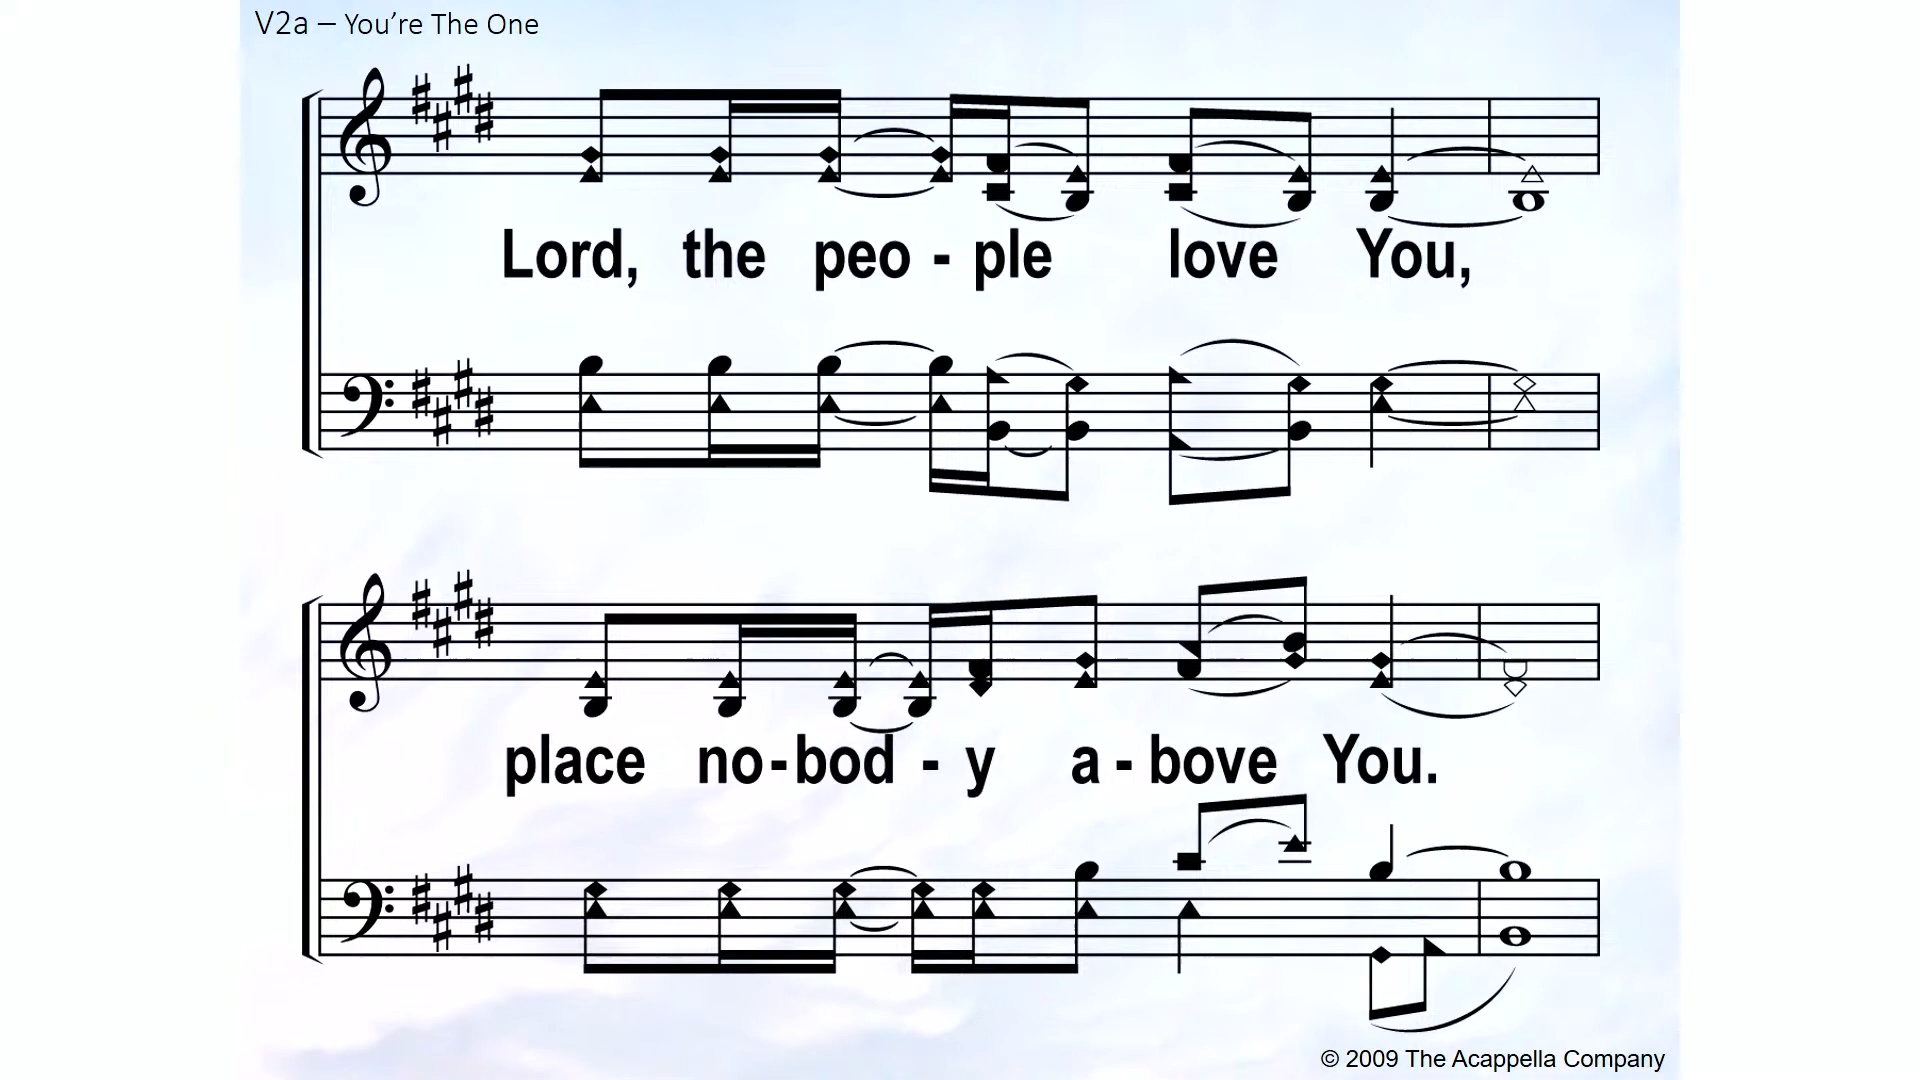 V2a – You’re The One
Lord, the peo - ple love You,
place no-bod - y a - bove You.
© 2009 The Acappella Company